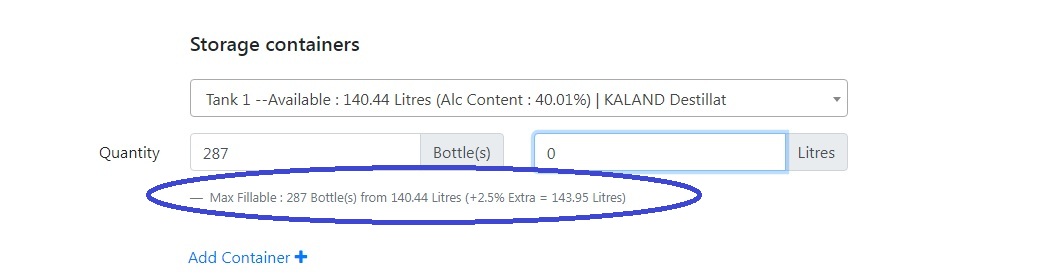 Storage containers
Tank 1 --Available : 140.44 Litres (Alc Content : 40.01%) | KALAND Destillat
Quantity 287 Bottle(s) 0 Litres
— Max Fillable : 287 Bottle(s) from 140.44 Litres (+2.5% Extra = 143.95 Litres)
Add Container +